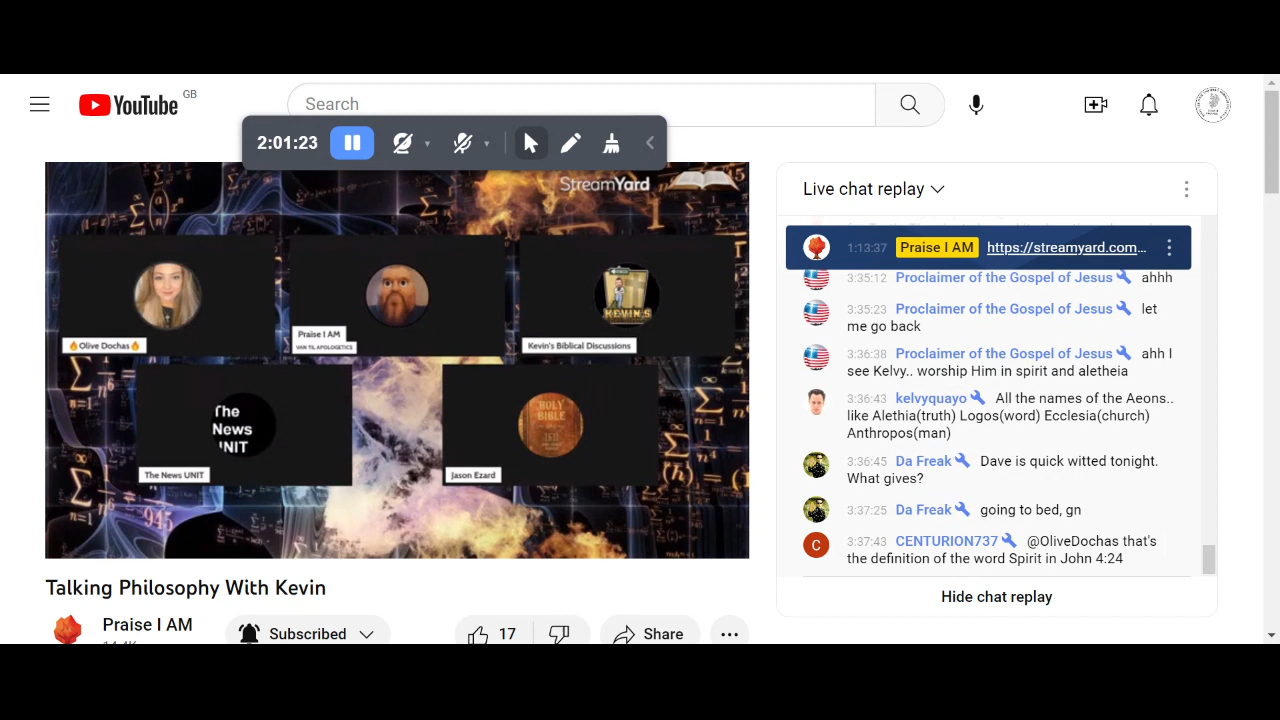 YouTube GB
Search
2:01:23
StreamYard
Live chat replay
1:13:37 Praise I AM https://streamyard.com...
3:35:12 Proclaimer of the Gospel of Jesus ahhh
3:35:23 Proclaimer of the Gospel of Jesus let
me go back
3:36:38 Proclaimer of the Gospel of Jesus ahh I
see Kelvy.. worship Him in spirit and aletheia
3:36:43 kelvyquayo All the names of the Aeons..
like Alethia(truth) Logos(word) Ecclesia(church)
Anthropos(man)
3:36:45 Da Freak Dave is quick witted tonight.
What gives?
3:37:25 Da Freak going to bed, gn
3:37:43 CENTURION737 @OliveDochas that's
the definition of the word Spirit in John 4:24
C
Hide chat replay
🔥Olive Dochas🔥
Praise I AM
VAN TIL APOLOGETICS
KEVIN'S
Kevin's Biblical Discussions
The
News
UNIT
The News UNIT
HOLY
BIBLE
1611
Jason Ezard
Talking Philosophy With Kevin
Praise I AM
Subscribed
17
Share